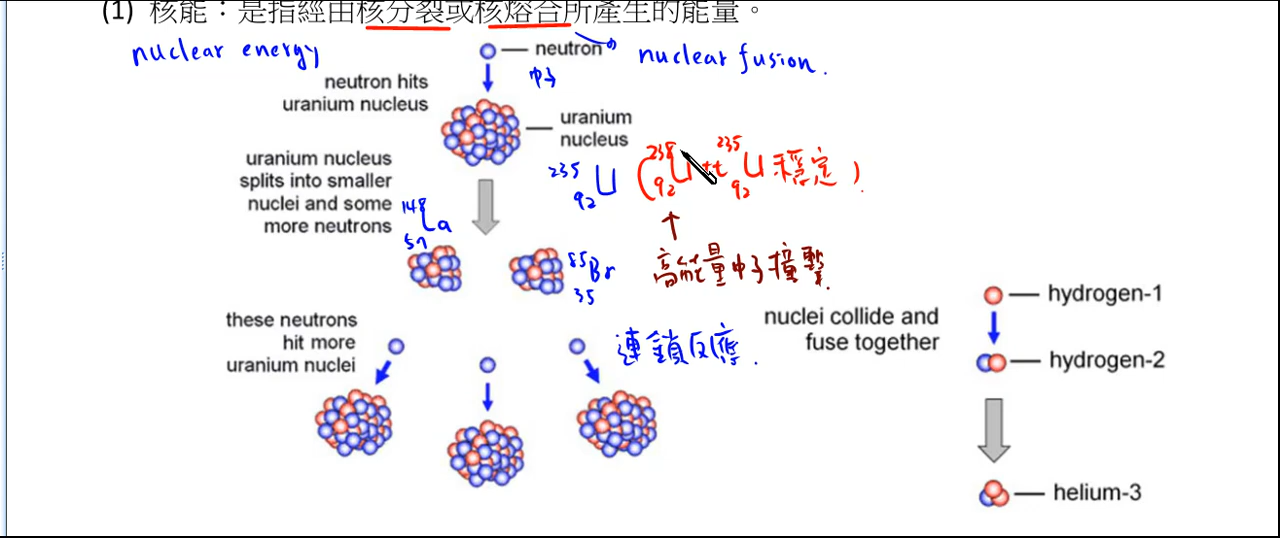 (1) 核能：是指經由核分裂或核熔合所產生的能量。
nuclear energy
neutron
中子
nuclear fusion.
neutron hits
uranium nucleus
uranium
nucleus
235 92 U (238 92 U 比 235 92 U 穩定)
高能量中子撞擊.
uranium nucleus
splits into smaller
nuclei and some
more neutrons
148 57 La
85 35 Br
these neutrons
hit more
uranium nuclei
連鎖反應.
nuclei collide and
fuse together
hydrogen-1
hydrogen-2
helium-3